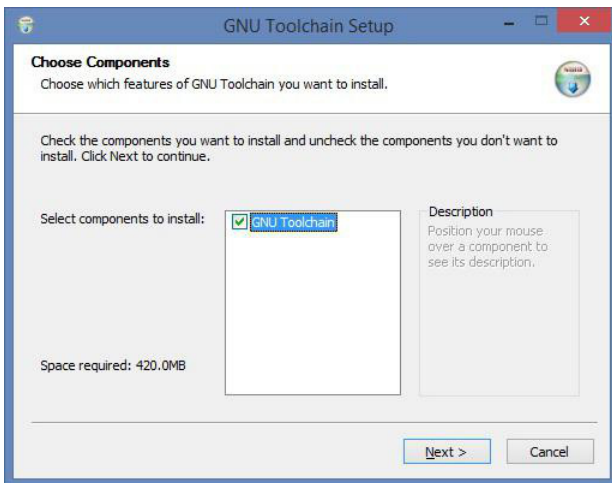 GNU Toolchain Setup
Choose Components
Choose which features of GNU Toolchain you want to install.
Check the components you want to install and uncheck the components you don't want to
install. Click Next to continue.
Select components to install:
GNU Toolchain
Description
Position your mouse
over a component to
see its description.
Space required: 420.0MB
Next >
Cancel